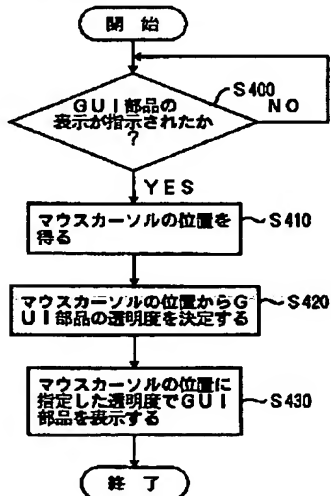 開 始
GUI部品の
表示が指示されたか
?
S400
NO
YES
マウスカーソルの位置を
得る
S410
マウスカーソルの位置からG
UI部品の透明度を決定する
S420
マウスカーソルの位置に
指定した透明度でGUI
部品を表示する
S430
終 了